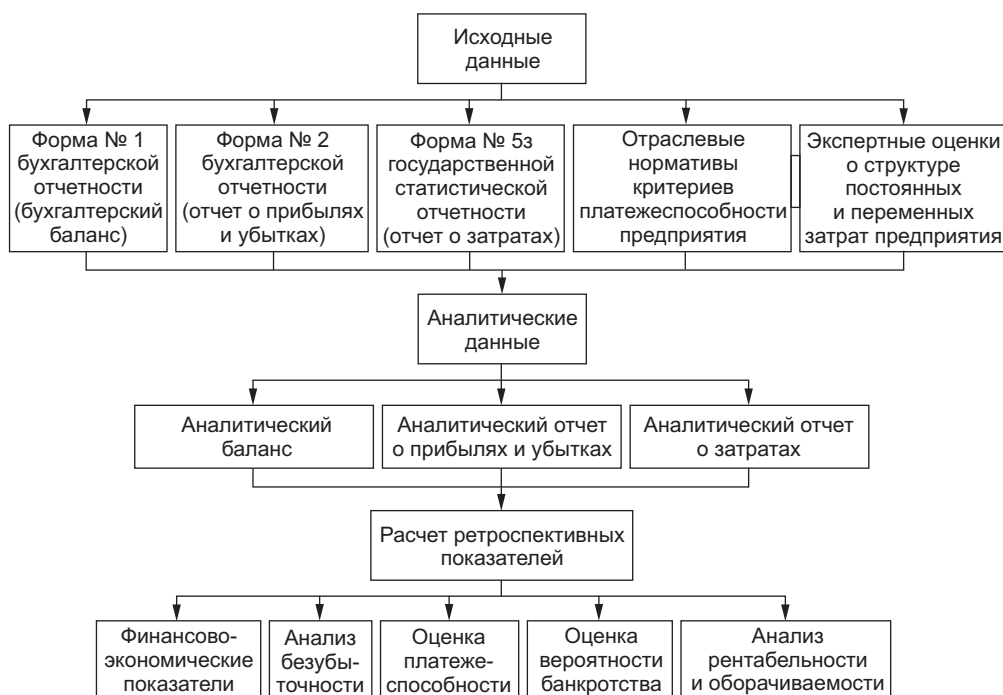 Исходные
данные
Форма № 1
бухгалтерской
отчетности
(бухгалтерский
баланс)
Форма № 2
бухгалтерской
отчетности
(отчет о прибылях
и убытках)
Форма № 5з
государственной
статистической
отчетности
(отчет о затратах)
Отраслевые
нормативы
критериев
платежеспособности
предприятия
Экспертные оценки
о структуре
постоянных
и переменных
затрат предприятия
Аналитические
данные
Аналитический
баланс
Аналитический отчет
о прибылях и убытках
Аналитический отчет
о затратах
Расчет ретроспективных
показателей
Финансово-
экономические
показатели
Анализ
безубы-
точности
Оценка
платеже-
способности
Оценка
вероятности
банкротства
Анализ
рентабельности
и оборачиваемости